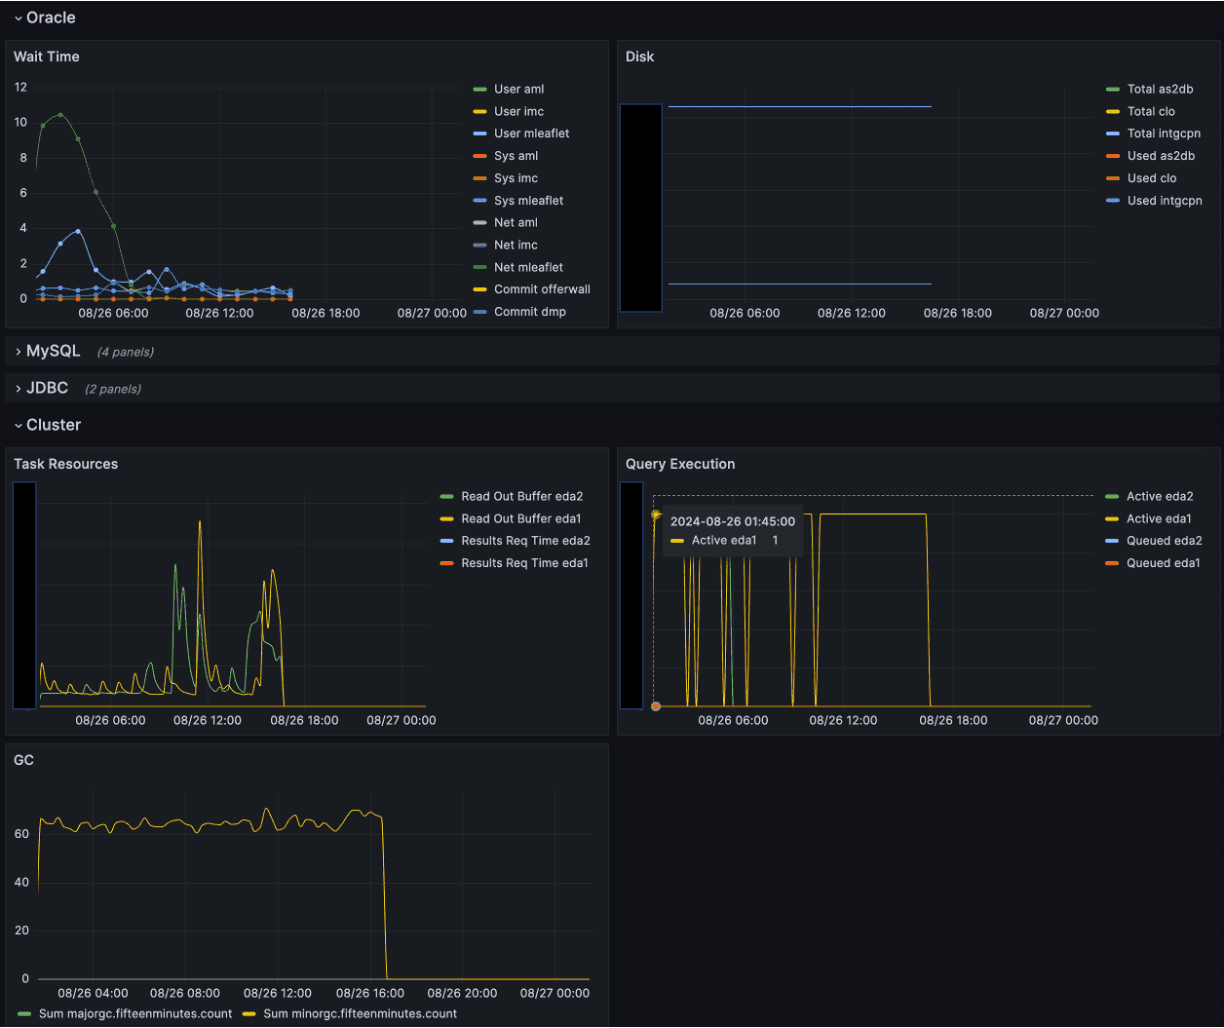 Oracle
Wait Time
12
10
8
6
4
2
0
08/26 06:00 08/26 12:00 08/26 18:00 08/27 00:00
User aml
User imc
User mleaflet
Sys aml
Sys imc
Sys mleaflet
Net aml
Net imc
Net mleaflet
Commit offerwall
Commit dmp
Disk
08/26 06:00 08/26 12:00 08/26 18:00 08/27 00:00
Total as2db
Total clo
Total intgcpn
Used as2db
Used clo
Used intgcpn
MySQL (4 panels)
JDBC (2 panels)
Cluster
Task Resources
08/26 06:00 08/26 12:00 08/26 18:00 08/27 00:00
Read Out Buffer eda2
Read Out Buffer eda1
Results Req Time eda2
Results Req Time eda1
Query Execution
2024-08-26 01:45:00
Active eda1 1
08/26 06:00 08/26 12:00 08/26 18:00 08/27 00:00
Active eda2
Active eda1
Queued eda2
Queued eda1
GC
60
40
20
0
08/26 04:00 08/26 08:00 08/26 12:00 08/26 16:00 08/26 20:00 08/27 00:00
Sum majorgc.fifteenminutes.count Sum minorgc.fifteenminutes.count